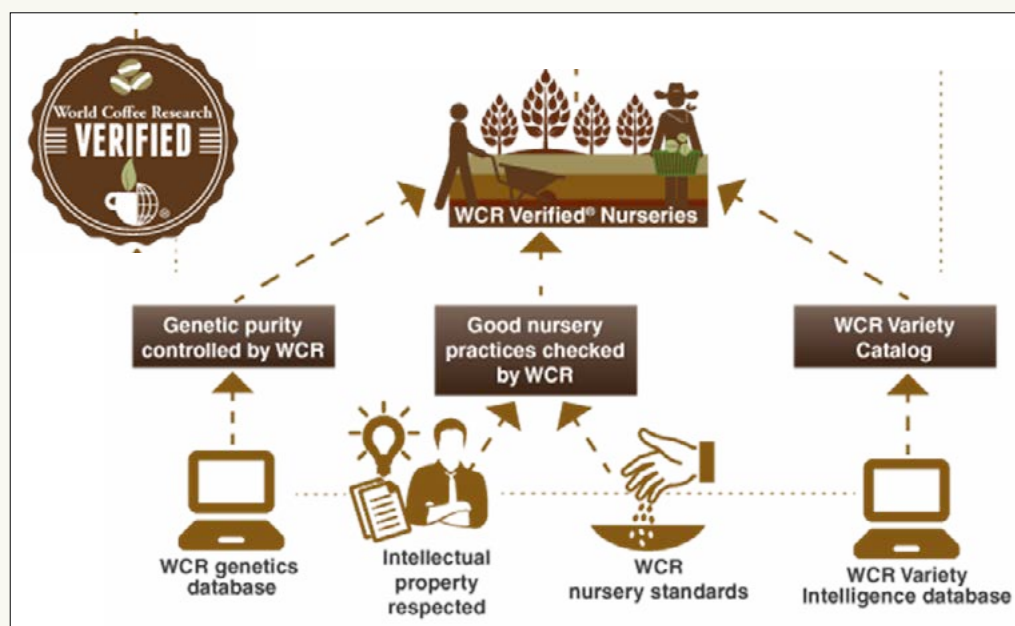 World Coffee Research
VERIFIED
®
WCR Verified® Nurseries
Genetic purity
controlled by WCR
Good nursery
practices checked
by WCR
WCR Variety
Catalog
WCR genetics
database
Intellectual
property
respected
WCR
nursery standards
WCR Variety
Intelligence database